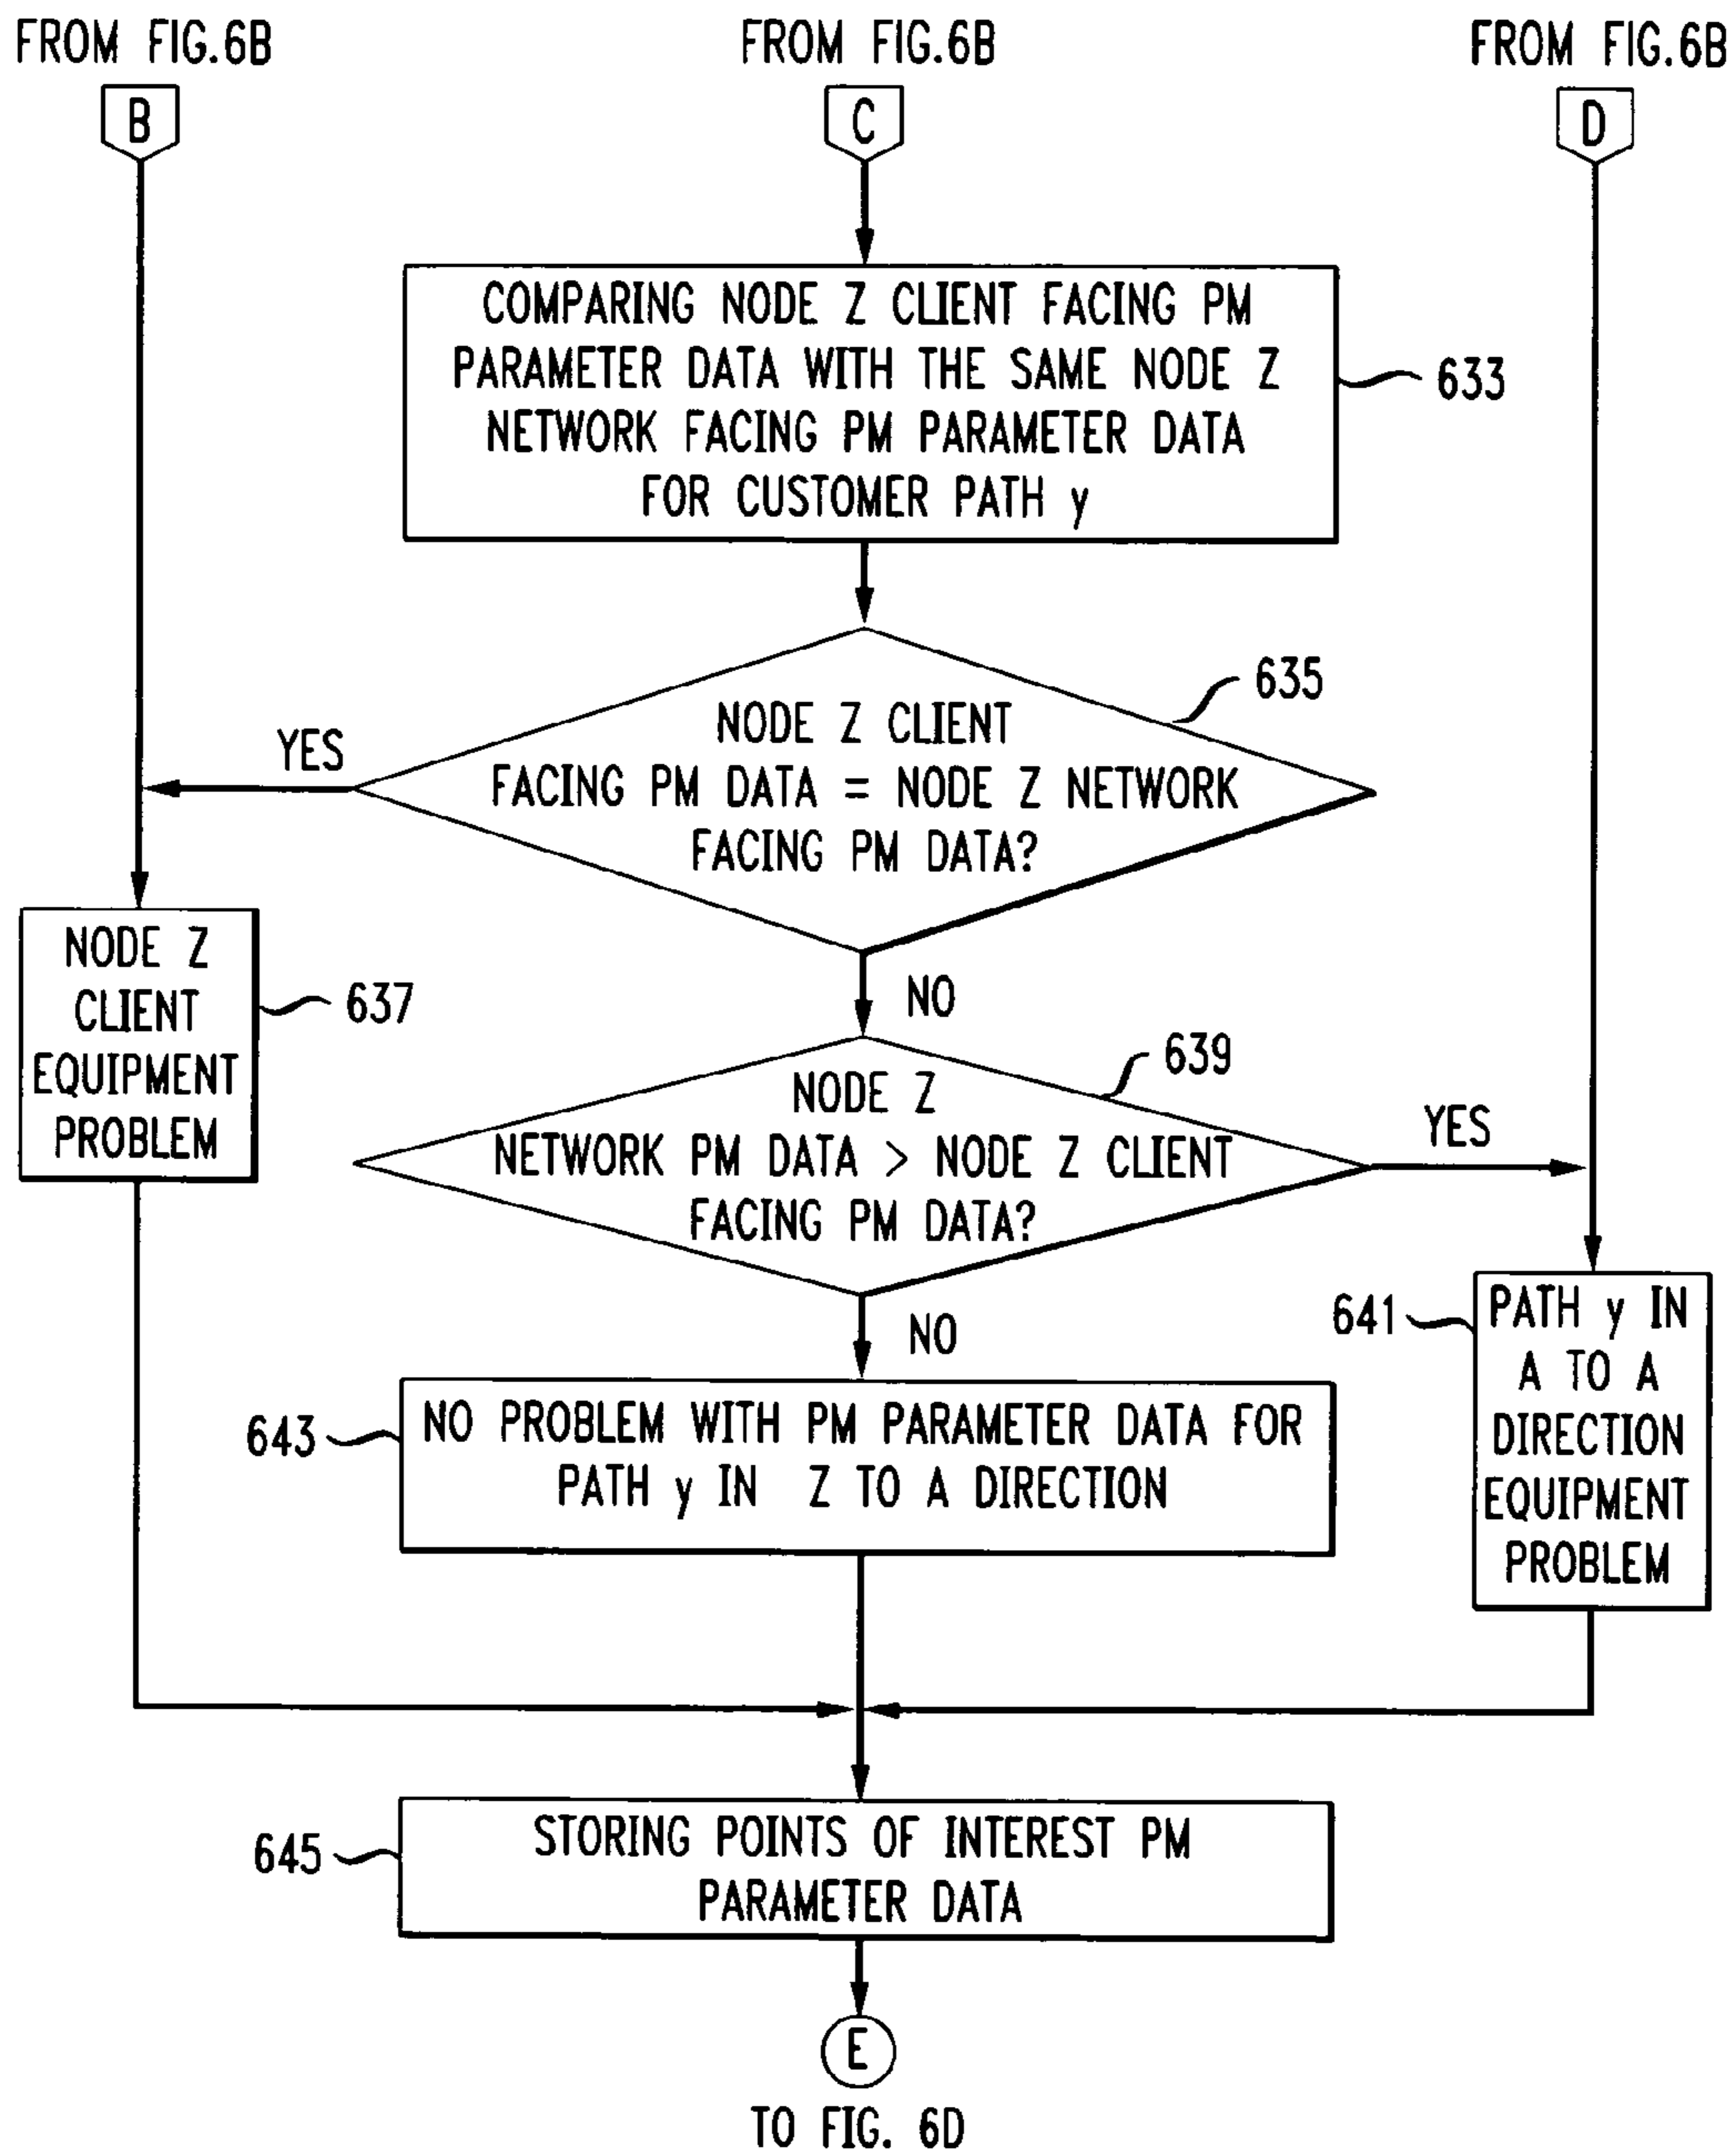 FROM FIG.6B
FROM FIG.6B
FROM FIG.6B
B
C
D
COMPARING NODE Z CLIENT FACING PM
PARAMETER DATA WITH THE SAME NODE Z
NETWORK FACING PM PARAMETER DATA
FOR CUSTOMER PATH y
633
635
NODE Z CLIENT
FACING PM DATA = NODE Z NETWORK
FACING PM DATA?
YES
NO
NODE Z
CLIENT
EQUIPMENT
PROBLEM
637
639
NODE Z
NETWORK PM DATA > NODE Z CLIENT
FACING PM DATA?
YES
NO
641
PATH y IN
A TO A
DIRECTION
EQUIPMENT
PROBLEM
643
NO PROBLEM WITH PM PARAMETER DATA FOR
PATH y IN Z TO A DIRECTION
645
STORING POINTS OF INTEREST PM
PARAMETER DATA
E
TO FIG. 6D